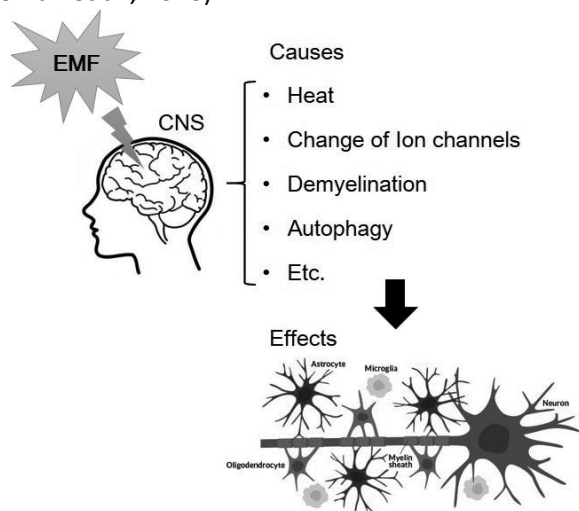 EMF
CNS
Causes
• Heat
• Change of Ion channels
• Demyelination
• Autophagy
• Etc.
Effects
Astrocyte
Microglia
Neuron
Oligodendrocyte
Myelin
sheath